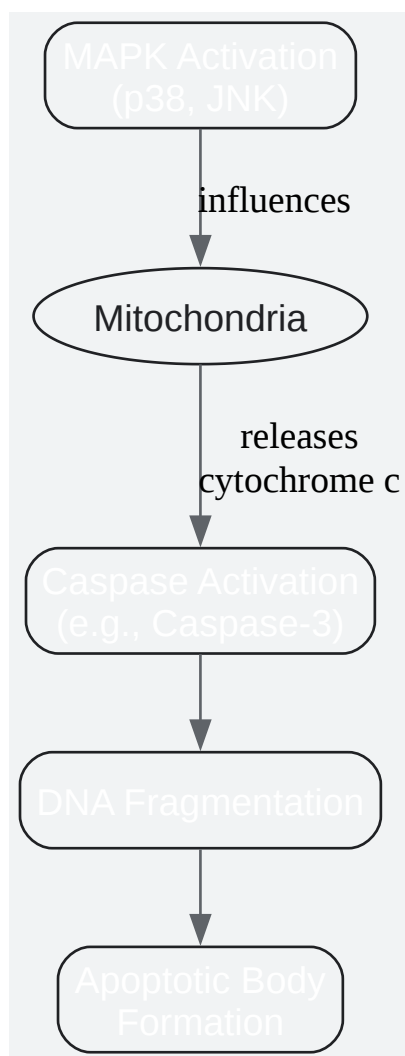 MAPK Activation
(p38, JNK)
influences
Mitochondria
releases
cytochrome c
Caspase Activation
(e.g., Caspase-3)
DNA Fragmentation
Apoptotic Body
Formation